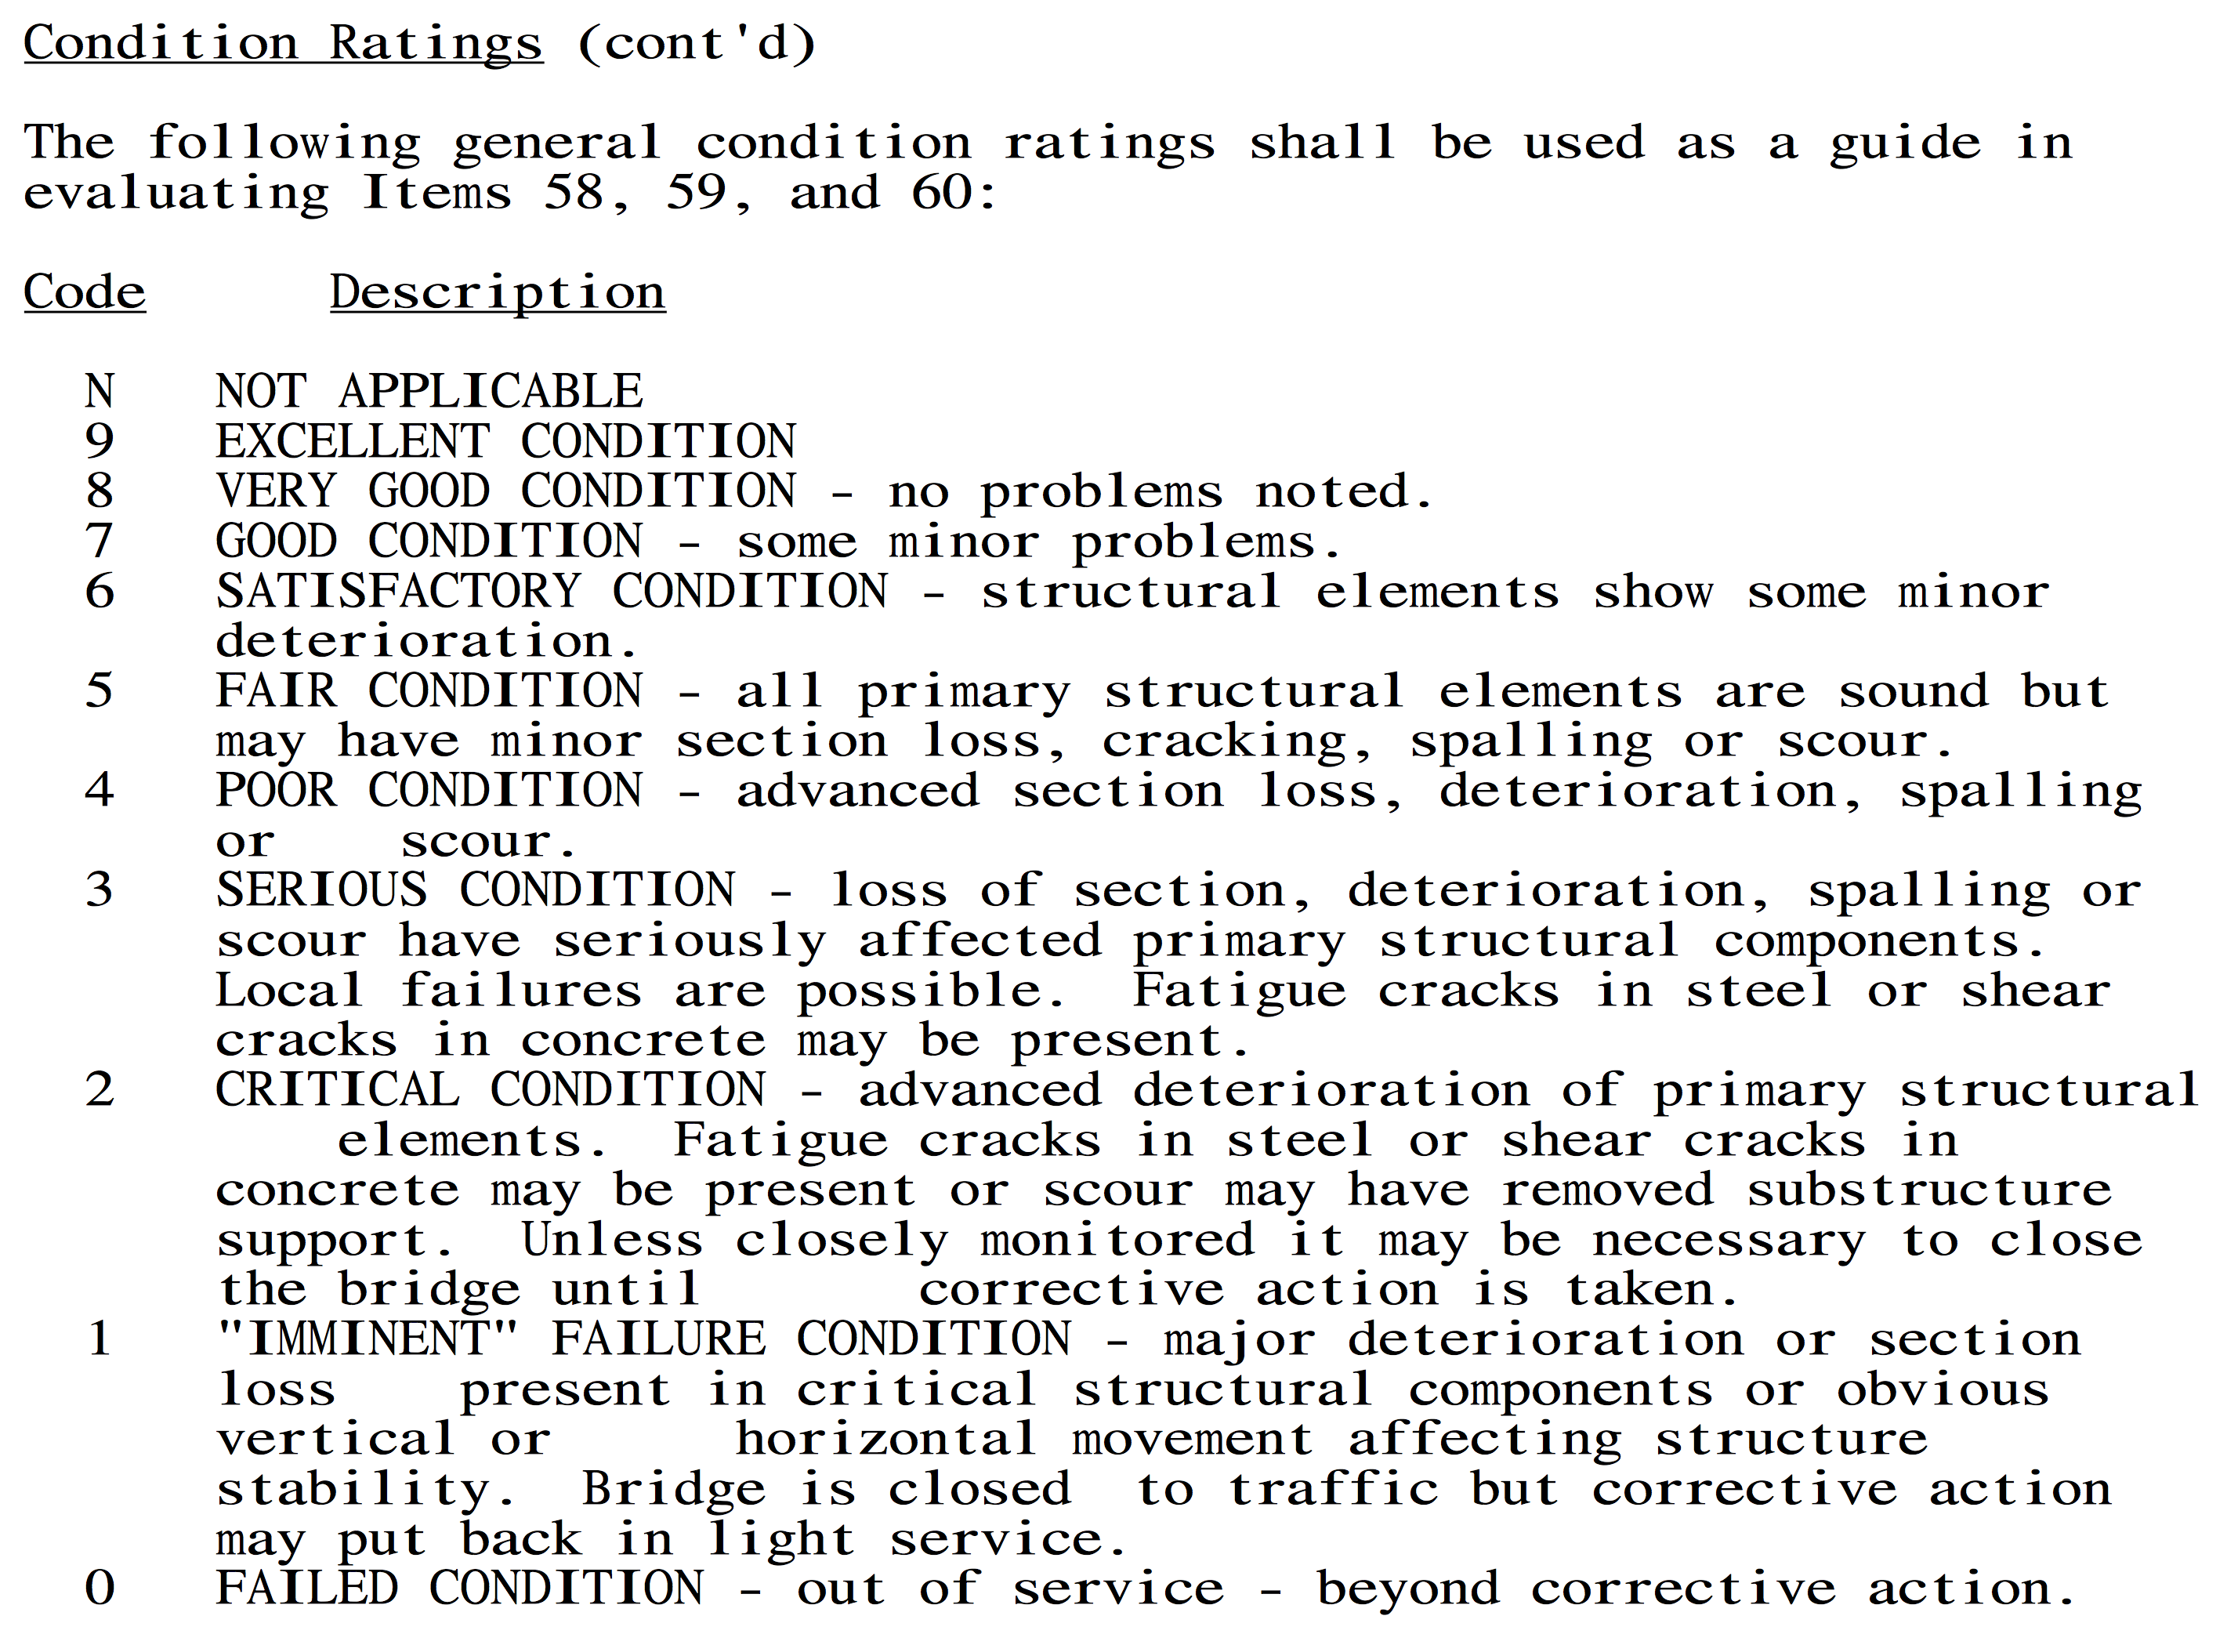 Condition Ratings (cont'd)
The following general condition ratings shall be used as a guide in
evaluating Items 58, 59, and 60:
Code Description
N NOT APPLICABLE
9 EXCELLENT CONDITION
8 VERY GOOD CONDITION - no problems noted.
7 GOOD CONDITION - some minor problems.
6 SATISFACTORY CONDITION - structural elements show some minor
deterioration.
5 FAIR CONDITION - all primary structural elements are sound but
may have minor section loss, cracking, spalling or scour.
4 POOR CONDITION - advanced section loss, deterioration, spalling
or scour.
3 SERIOUS CONDITION - loss of section, deterioration, spalling or
scour have seriously affected primary structural components.
Local failures are possible. Fatigue cracks in steel or shear
cracks in concrete may be present.
2 CRITICAL CONDITION - advanced deterioration of primary structural
elements. Fatigue cracks in steel or shear cracks in
concrete may be present or scour may have removed substructure
support. Unless closely monitored it may be necessary to close
the bridge until corrective action is taken.
1 "IMMINENT" FAILURE CONDITION - major deterioration or section
loss present in critical structural components or obvious
vertical or horizontal movement affecting structure
stability. Bridge is closed to traffic but corrective action
may put back in light service.
0 FAILED CONDITION - out of service - beyond corrective action.